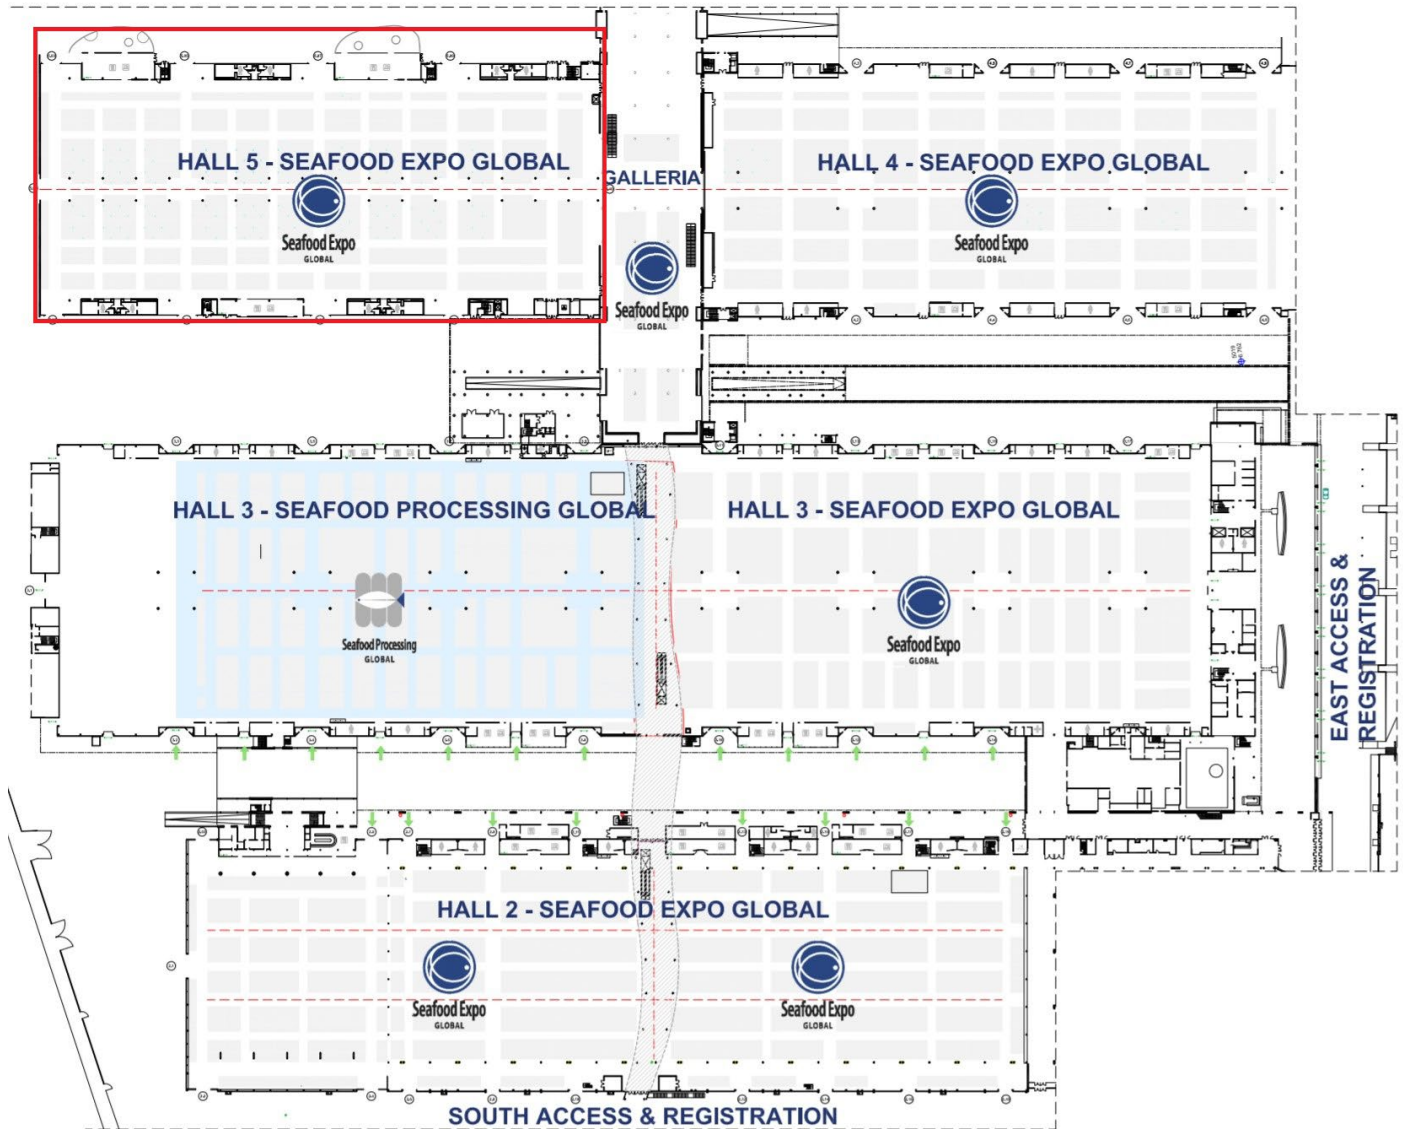 HALL 5 - SEAFOOD EXPO GLOBAL
Seafood Expo
GLOBAL
GALLERIA
Seafood Expo
GLOBAL
HALL 4 - SEAFOOD EXPO GLOBAL
Seafood Expo
GLOBAL
HALL 3 - SEAFOOD PROCESSING GLOBAL
Seafood Processing
GLOBAL
HALL 3 - SEAFOOD EXPO GLOBAL
Seafood Expo
GLOBAL
EAST ACCESS &
REGISTRATION
HALL 2 - SEAFOOD EXPO GLOBAL
Seafood Expo
GLOBAL
Seafood Expo
GLOBAL
SOUTH ACCESS & REGISTRATION